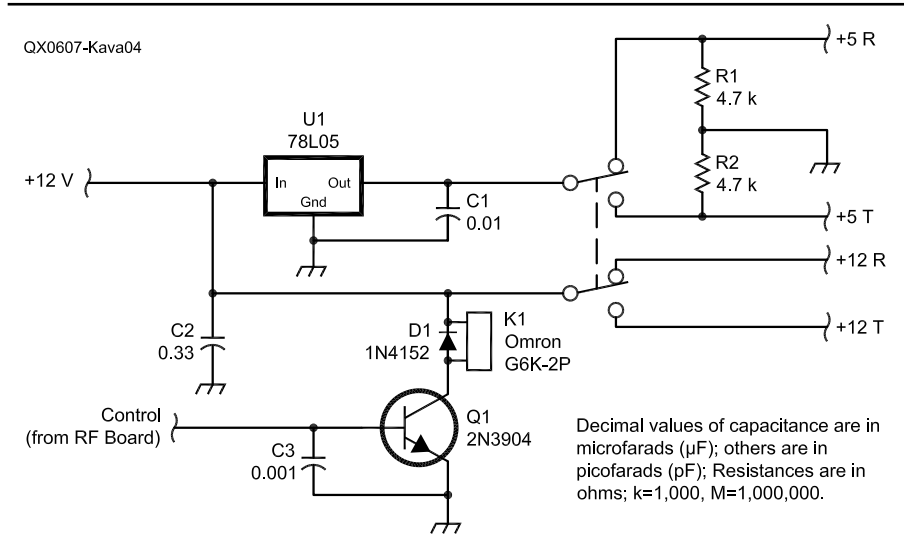 QX0607-Kava04
+5 R
R1
4.7 k
U1
78L05
+12 V
In
Out
Gnd
R2
4.7 k
C1
0.01
+5 T
+12 R
C2
0.33
D1
1N4152
K1
Omron
G6K-2P
+12 T
Control
(from RF Board)
Q1
2N3904
C3
0.001
Decimal values of capacitance are in
microfarads (µF); others are in
picofarads (pF); Resistances are in
ohms; k=1,000, M=1,000,000.